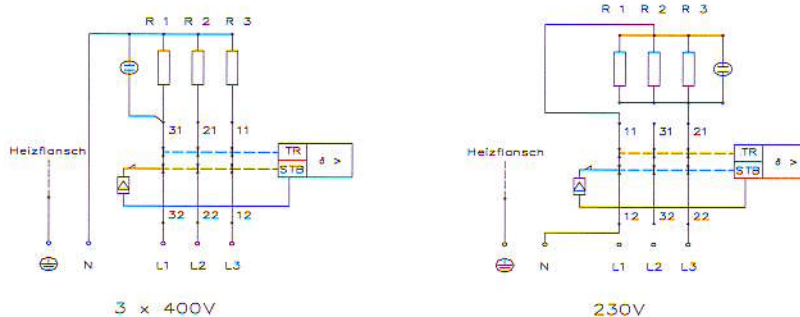 R 1 R 2 R 3
31 21 11
Heizflansch
TR
STB
ϑ <
32 22 12
N L1 L2 L3
3 x 400V
R 1 R 2 R 3
11 31 21
Heizflansch
TR
STB
ϑ <
12 32 22
N L1 L2 L3
230V